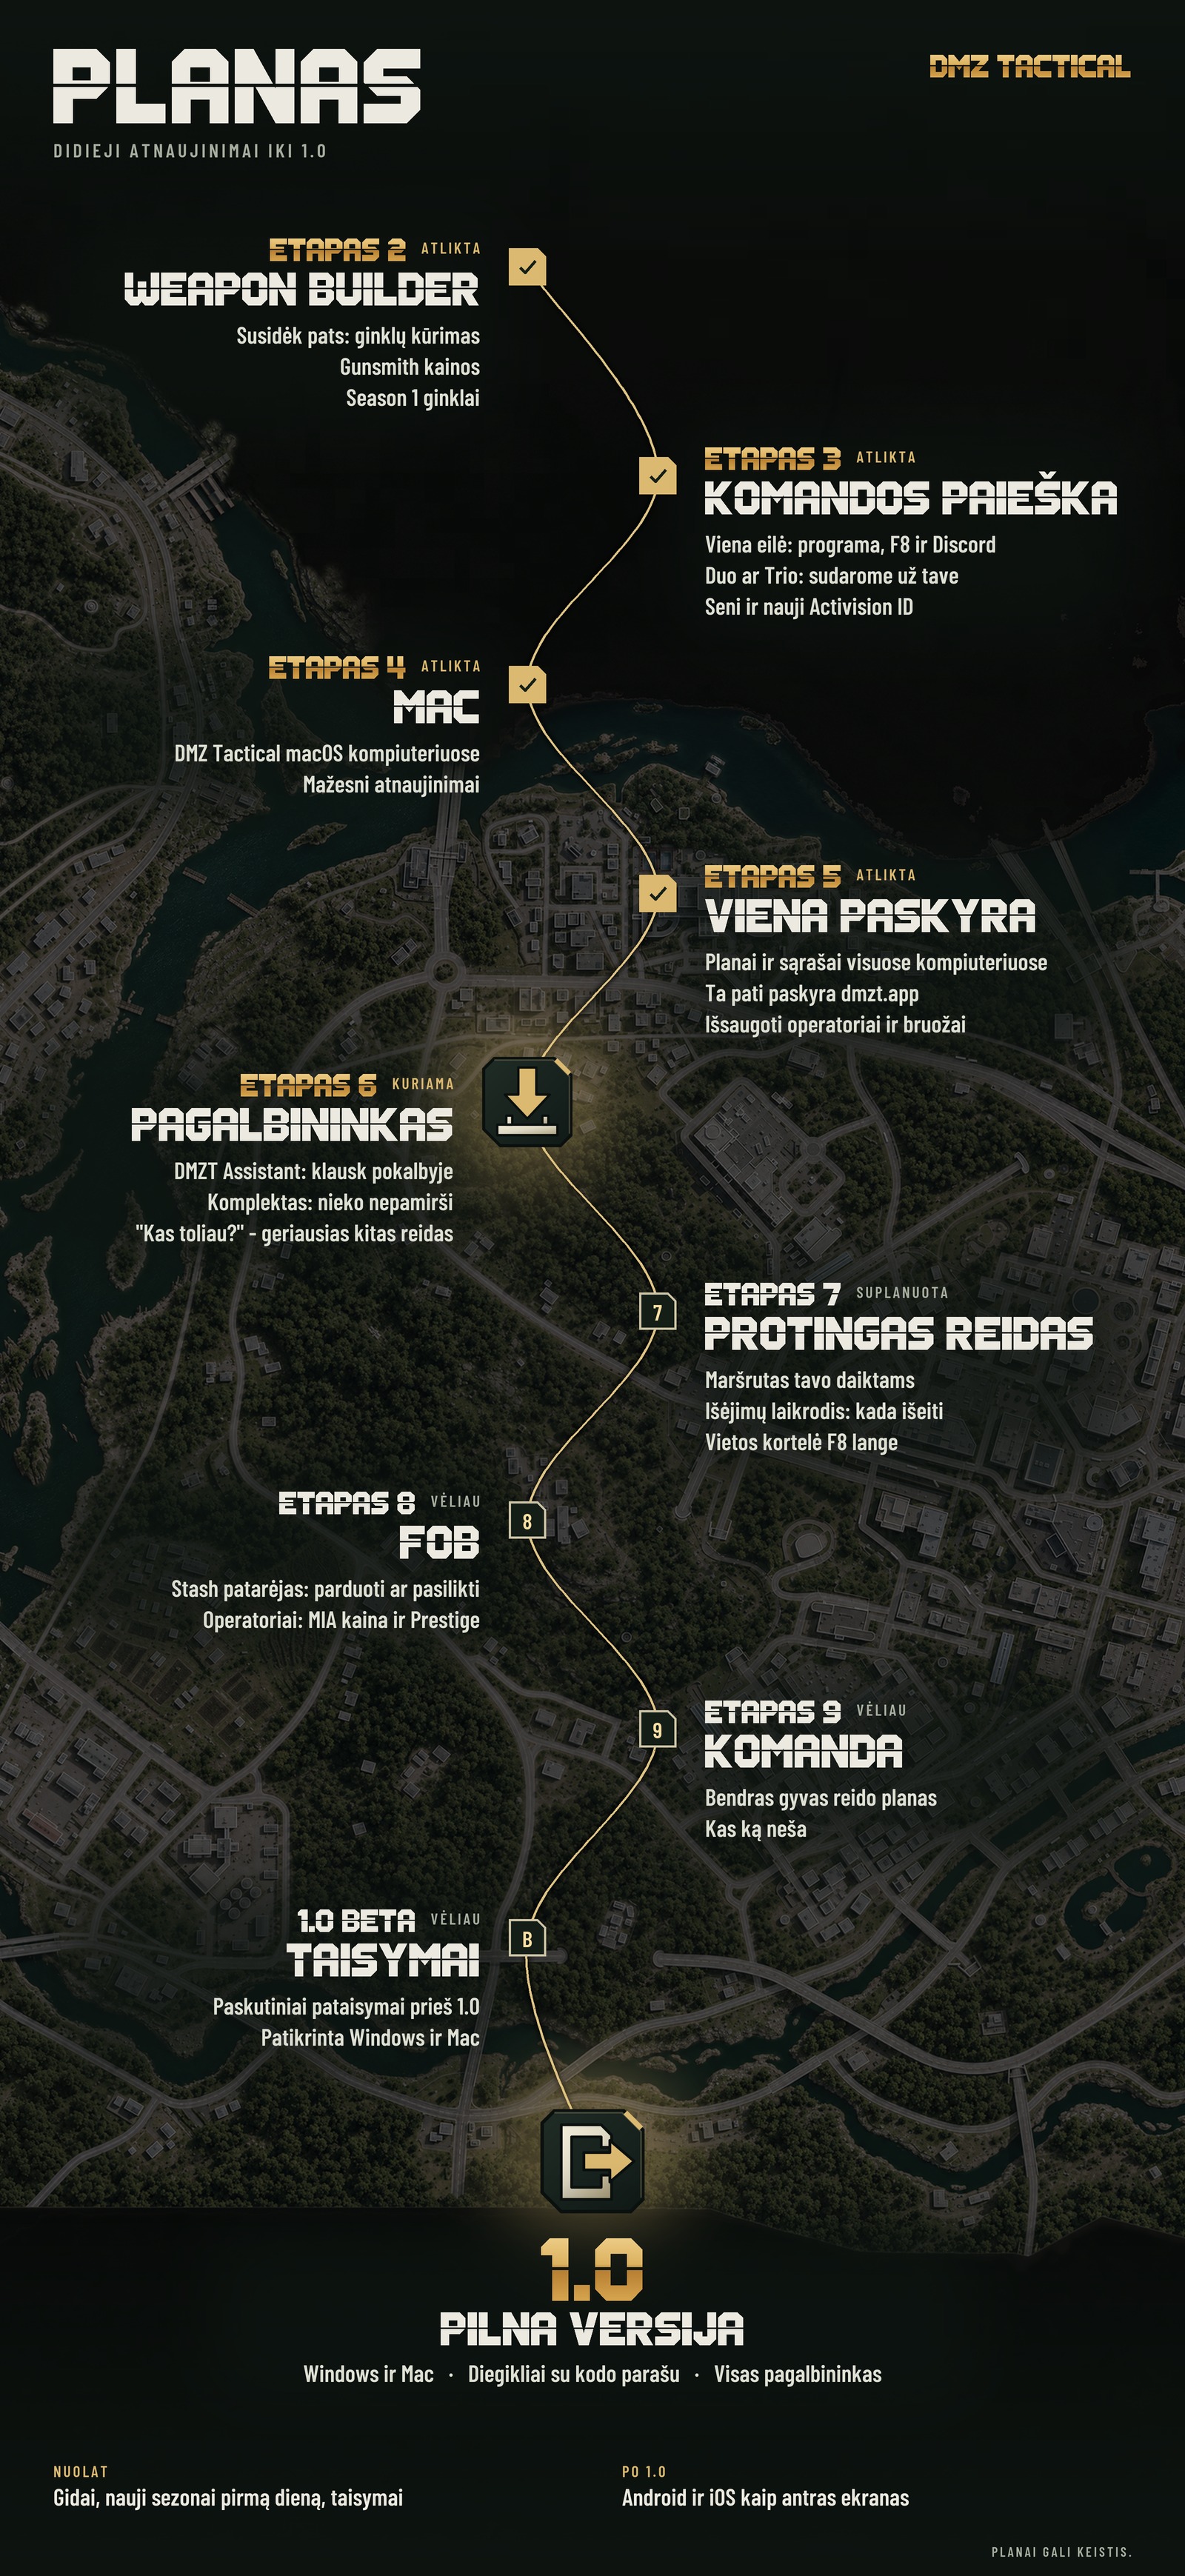 PLANAS
DMZ TACTICAL
DIDIEJI ATNAUJINIMAI IKI 1.0
ETAPAS 2 ATLIKTA
WEAPON BUILDER
Susidėk pats: ginklų kūrimas
Gunsmith kainos
Season 1 ginklai
ETAPAS 3 ATLIKTA
KOMANDOS PAIEŠKA
Viena eilė: programa, F8 ir Discord
Duo ar Trio: sudarome už tave
Seni ir nauji Activision ID
ETAPAS 4 ATLIKTA
MAC
DMZ Tactical macOS kompiuteriuose
Mažesni atnaujinimai
ETAPAS 5 ATLIKTA
VIENA PASKYRA
Planai ir sąrašai visuose kompiuteriuose
Ta pati paskyra dmzt.app
Išsaugoti operatoriai ir bruožai
ETAPAS 6 KURIAMA
PAGALBININKAS
DMZT Assistant: klausk pokalbyje
Komplektas: nieko nepamirši
"Kas toliau?" - geriausias kitas reidas
7
ETAPAS 7 SUPLANUOTA
PROTINGAS REIDAS
Maršrutas tavo daiktams
Išėjimų laikrodis: kada išeiti
Vietos kortelė F8 lange
ETAPAS 8 VĖLIAU
8
FOB
Stash patarėjas: parduoti ar pasilikti
Operatoriai: MIA kaina ir Prestige
9
ETAPAS 9 VĖLIAU
KOMANDA
Bendras gyvas reido planas
Kas ką neša
1.0 BETA VĖLIAU
B
TAISYMAI
Paskutiniai pataisymai prieš 1.0
Patikrinta Windows ir Mac
1.0
PILNA VERSIJA
Windows ir Mac · Diegikliai su kodo parašu · Visas pagalbininkas
NUOLAT
Gidai, nauji sezonai pirmą dieną, taisymai
PO 1.0
Android ir iOS kaip antras ekranas
PLANAI GALI KEISTIS.